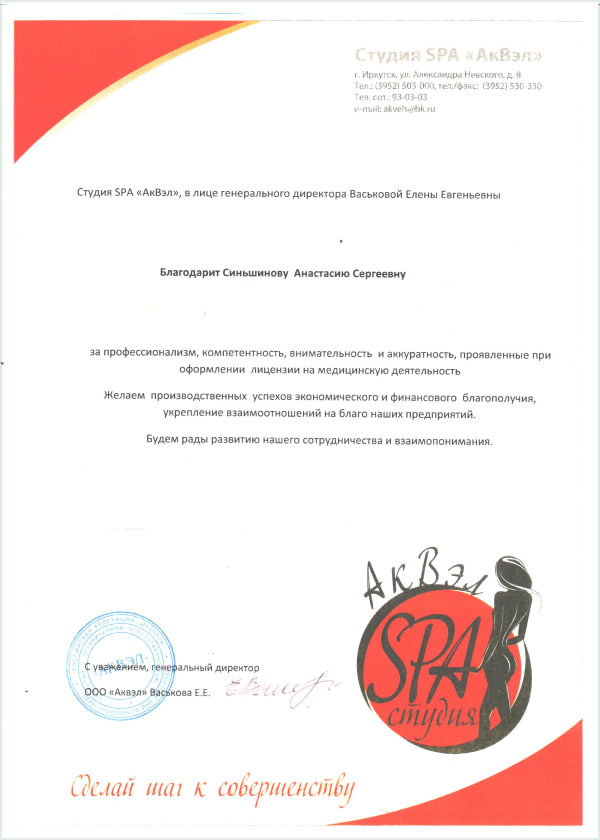 Студия SPA «АкВэл»
г. Иркутск, ул. Александра Невского, д. 8
Тел.: (3952) 503-000, тел./факс: (3952) 530-330
Тел. сот.: 93-03-03
e-mail: akvels@bk.ru
Студия SPA «АкВэл», в лице генерального директора Васьковой Елены Евгеньевны
Благодарит Синьшинову Анастасию Сергеевну
за профессионализм, компетентность, внимательность и аккуратность, проявленные при
оформлении лицензии на медицинскую деятельность
Желаем производственных успехов экономического и финансового благополучия,
укрепление взаимоотношений на благо наших предприятий.
Будем рады развитию нашего сотрудничества и взаимопонимания.
АкВэл
SPA
студия
РОССИЙСКАЯ ФЕДЕРАЦИЯ
«АКВЭЛ»
С уважением, генеральный директор
ООО «Аквэл» Васькова Е.Е.
Сделай шаг к совершенству